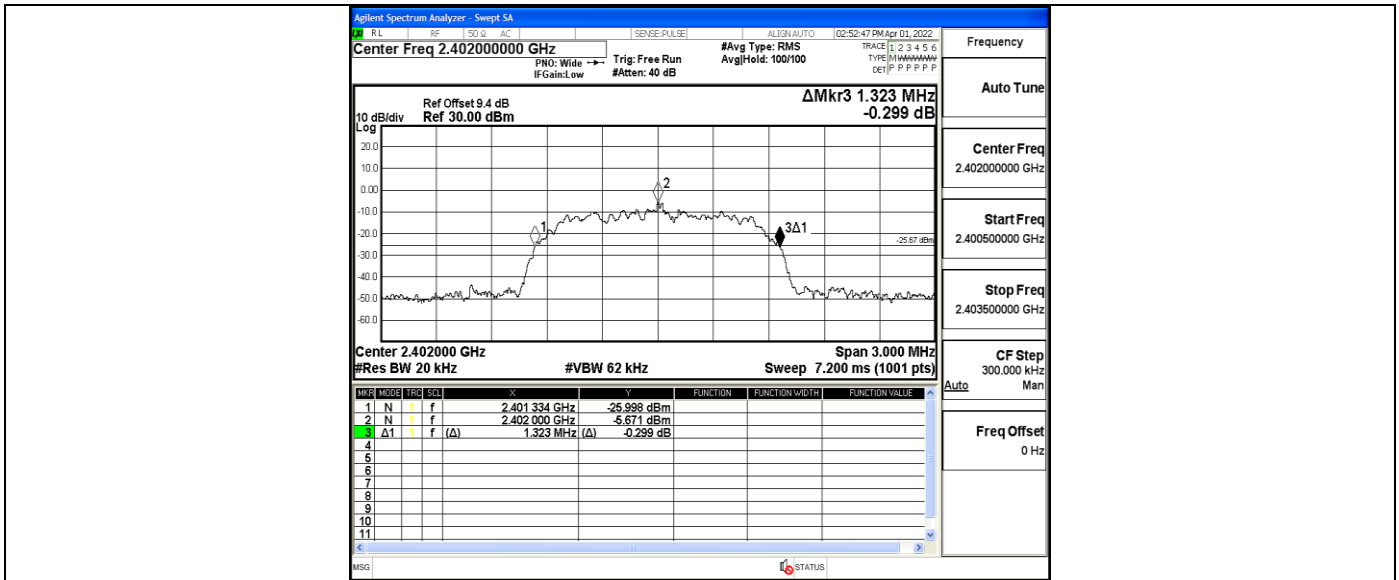 Agilent Spectrum Analyzer - Swept SA
RL RF 50 Ω AC SENSE:PULSE ALIGN AUTO 02:52:47 PM Apr 01, 2022
Center Freq 2.402000000 GHz
PNO: Wide
IFGain:Low
Trig: Free Run
#Atten: 40 dB
#Avg Type: RMS
Avg|Hold: 100/100
TRACE 1 2 3 4 5 6
TYPE MWWWWW
DET P P P P P P
ΔMkr3 1.323 MHz
-0.299 dB
Ref Offset 9.4 dB
10 dB/div Ref 30.00 dBm
Log
20.0
10.0
0.00
-10.0
-20.0
-30.0
-40.0
-50.0
-60.0
1
2
3Δ1
-25.67 dBm
Center 2.402000 GHz Span 3.000 MHz
#Res BW 20 kHz #VBW 62 kHz Sweep 7.200 ms (1001 pts)
MKR MODE TRC SCL X Y FUNCTION FUNCTION WIDTH FUNCTION VALUE
1 N 1 f 2.401 334 GHz -25.998 dBm
2 N 1 f 2.402 000 GHz -5.671 dBm
3 Δ1 1 f (Δ) 1.323 MHz (Δ) -0.299 dB
4
5
6
7
8
9
10
11
MSG STATUS
Frequency
Auto Tune
Center Freq
2.402000000 GHz
Start Freq
2.400500000 GHz
Stop Freq
2.403500000 GHz
CF Step
300.000 kHz
Auto Man
Freq Offset
0 Hz